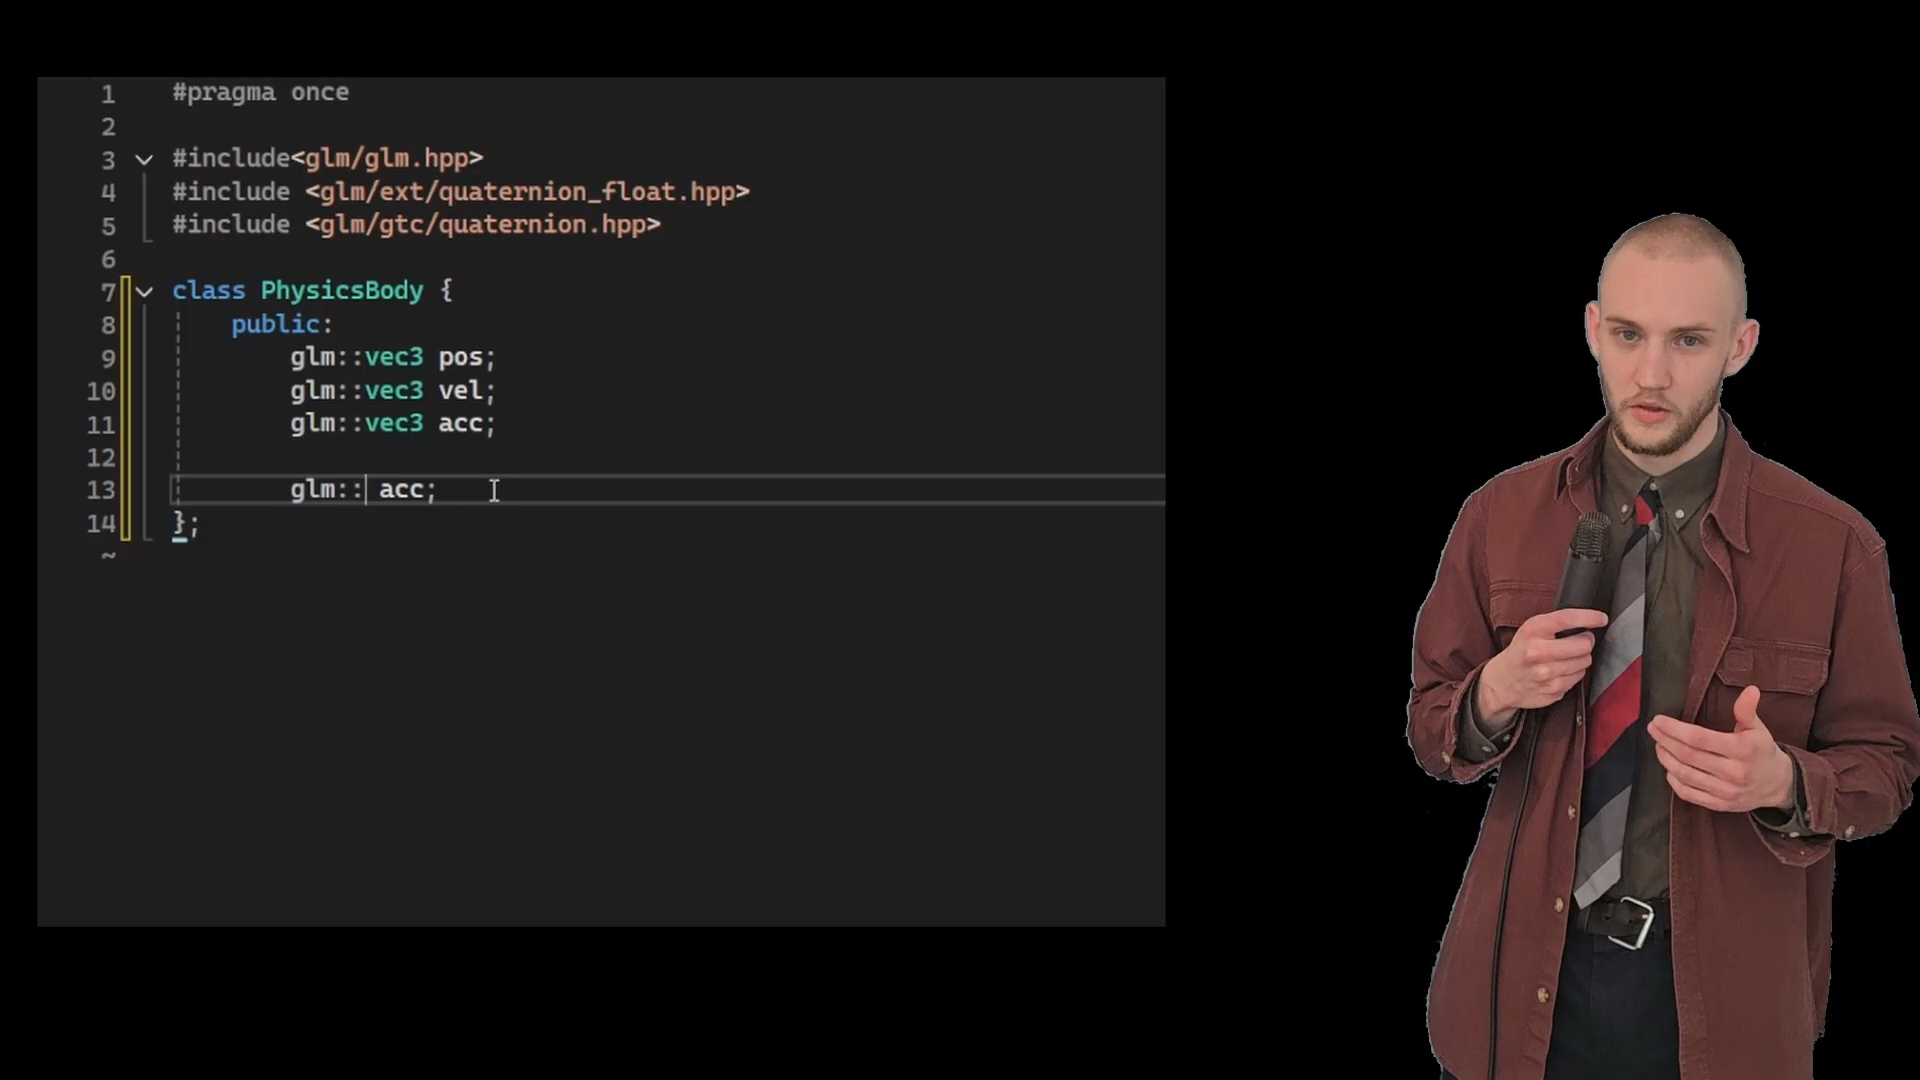 1 #pragma once
2
3 #include<glm/glm.hpp>
4 #include <glm/ext/quaternion_float.hpp>
5 #include <glm/gtc/quaternion.hpp>
6
7 class PhysicsBody {
8 public:
9 glm::vec3 pos;
10 glm::vec3 vel;
11 glm::vec3 acc;
12
13 glm:: acc;
14 };
~